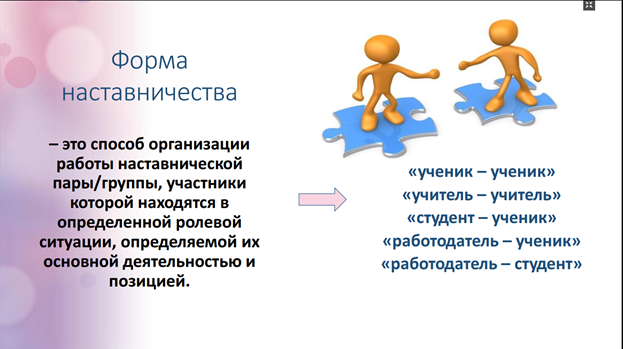 Форма
наставничества
– это способ организации
работы наставнической
пары/группы, участники
которой находятся в
определенной ролевой
ситуации, определяемой их
основной деятельностью и
позицией.
«ученик – ученик»
«учитель – учитель»
«студент – ученик»
«работодатель – ученик»
«работодатель – студент»